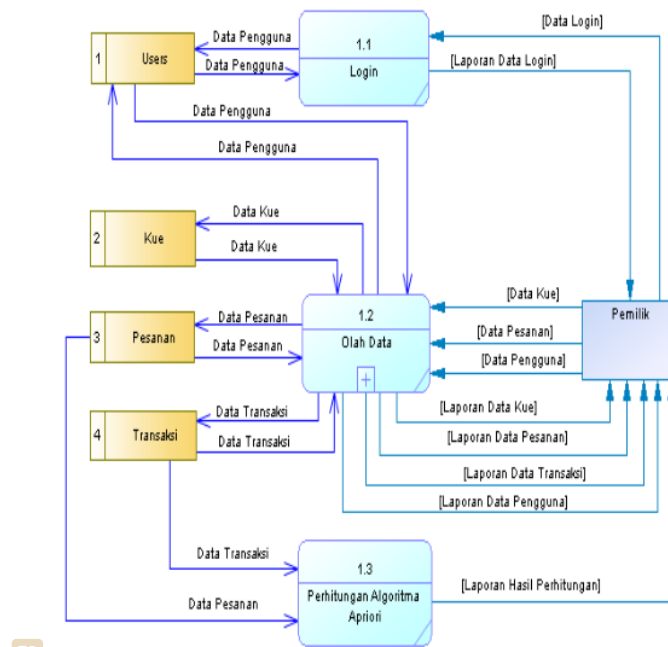 [Data Login]
Data Pengguna
1.1
1
Users
Data Pengguna
Login
[Laporan Data Login]
Data Pengguna
Data Pengguna
Data Kue
2
Kue
Data Kue
[Data Kue]
1.2
Pemilik
Data Pesanan
3
Pesanan
Olah Data
[Data Pesanan]
Data Pesanan
[Data Pengguna]
+
Data Transaksi
[Laporan Data Kue]
4
Transaksi
Data Transaksi
[Laporan Data Pesanan]
[Laporan Data Transaksi]
[Laporan Data Pengguna]
Data Transaksi
1.3
[Laporan Hasil Perhitungan]
Perhitungan Algoritma
Apriori
Data Pesanan